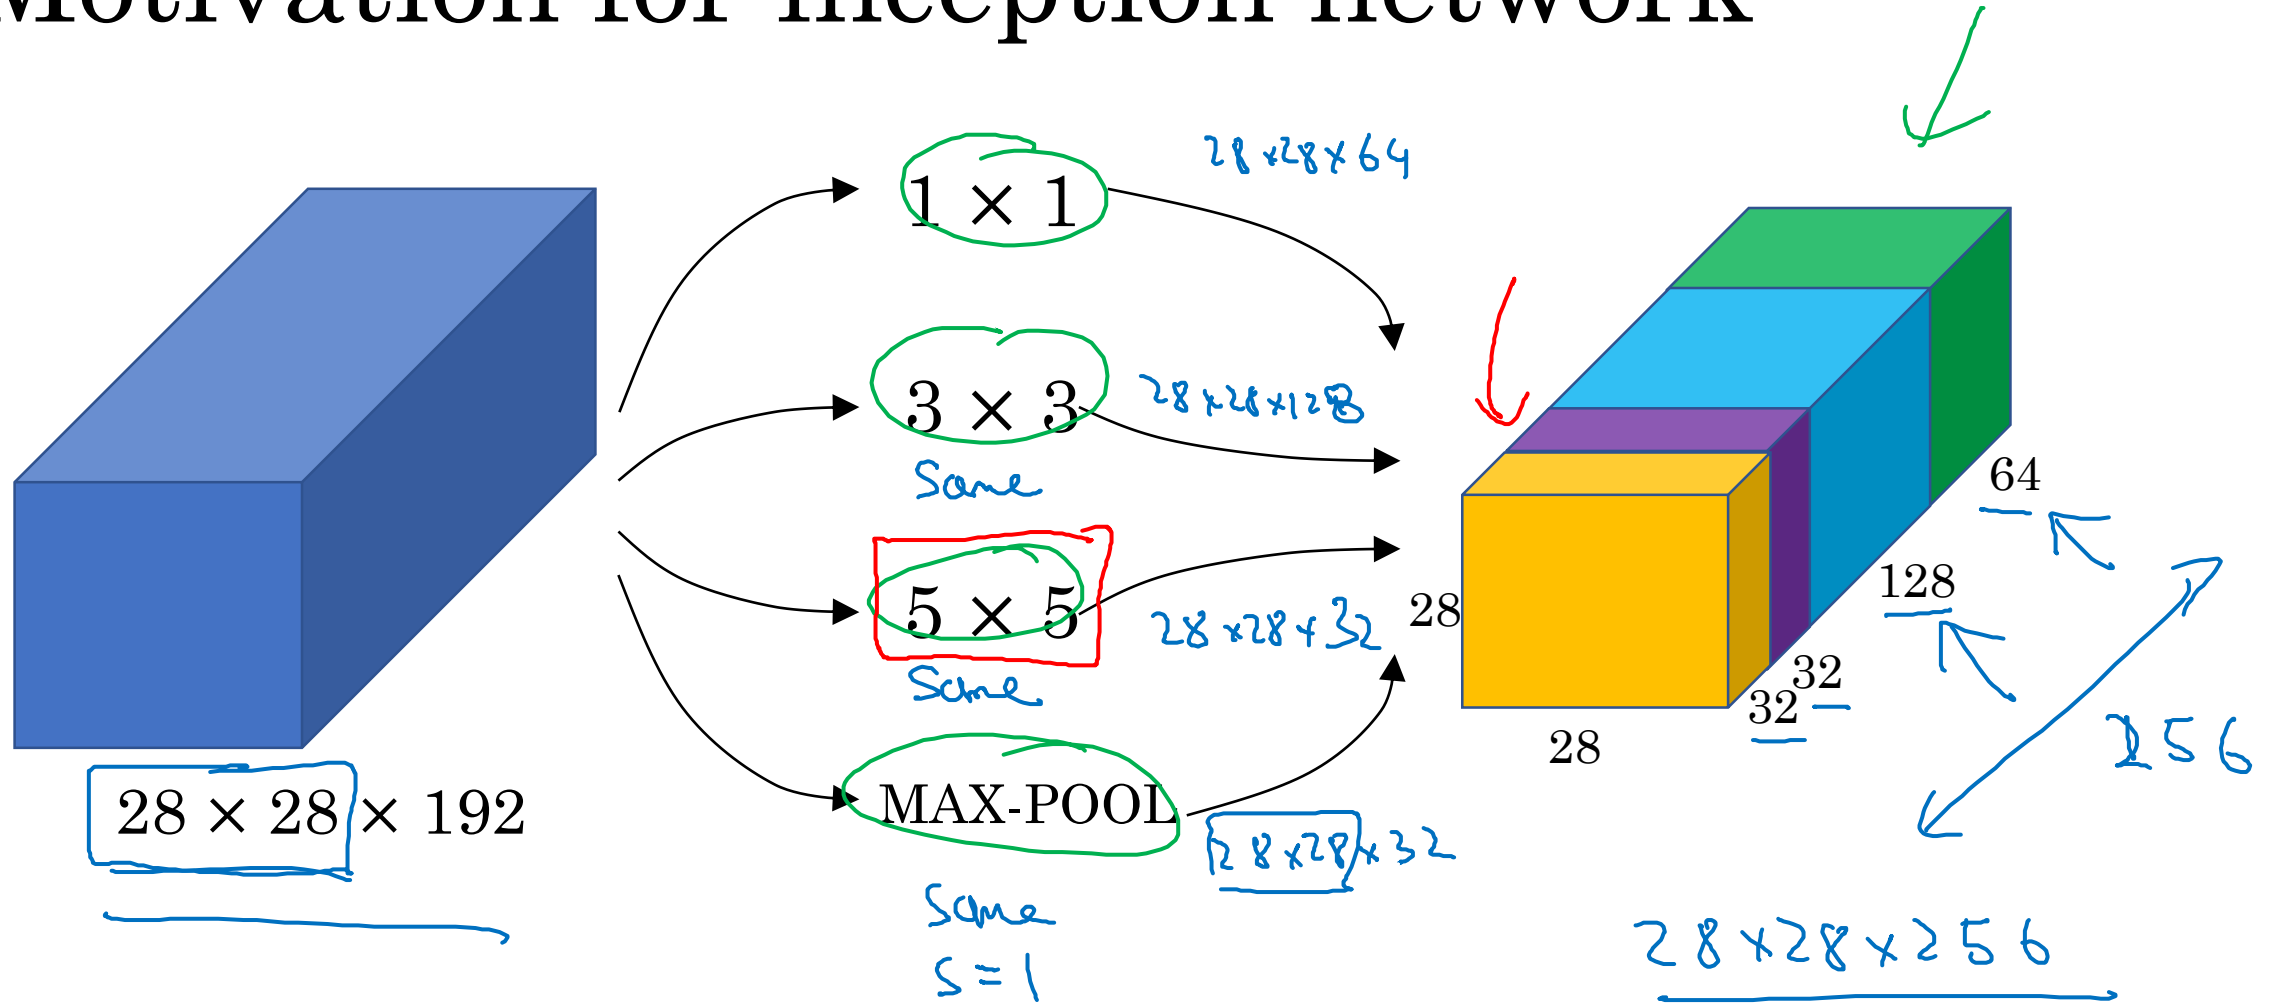 Motivation for inception network
1 × 1
28×28×64
3 × 3
28×28×128
Same
64
5 × 5
28×28×32
28
128
Same
32
32
28
256
28 × 28 × 192
MAX-POOL
28×28×32
Same
s=1
28×28×256